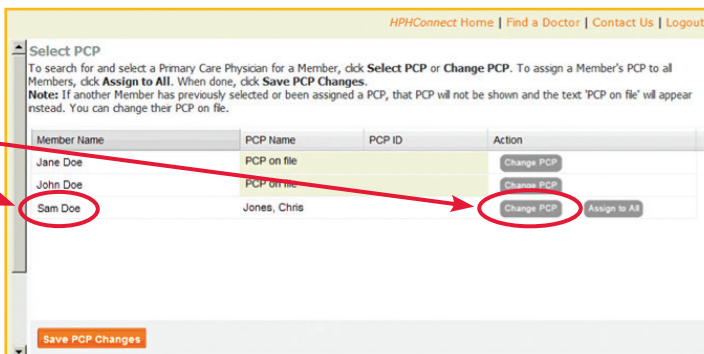 HPHConnect Home | Find a Doctor | Contact Us | Logout
Select PCP
To search for and select a Primary Care Physician for a Member, click Select PCP or Change PCP. To assign a Member's PCP to all
Members, click Assign to All. When done, click Save PCP Changes.
Note: If another Member has previously selected or been assigned a PCP, that PCP will not be shown and the text 'PCP on file' will appear
instead. You can change their PCP on file.
Member Name PCP Name PCP ID Action
Jane Doe PCP on file Change PCP
John Doe PCP on file Change PCP
Sam Doe Jones, Chris Change PCP Assign to All
Save PCP Changes